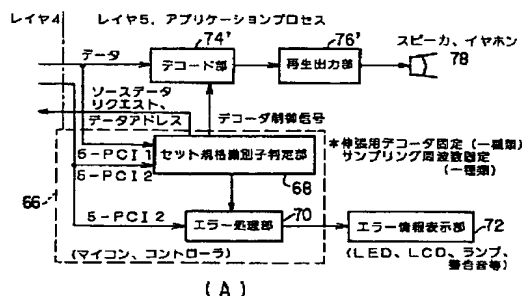 レイヤ4
レイヤ5、アプリケーションプロセス
データ
74'
デコード部
76'
再生出力部
スピーカ、イヤホン
78
ソースデータ
リクエスト、
データアドレス
デコーダ制御信号
5-PCI1
5-PCI2
セット規格識別子判定部
68
*伸張用デコーダ固定(一種類)
サンプリング周波数固定
(一種類)
66
5-PCI2
エラー処理部
70
エラー情報表示部
72
(マイコン、コントローラ)
(LED、LCD、ランプ、
警告音等)
(A)